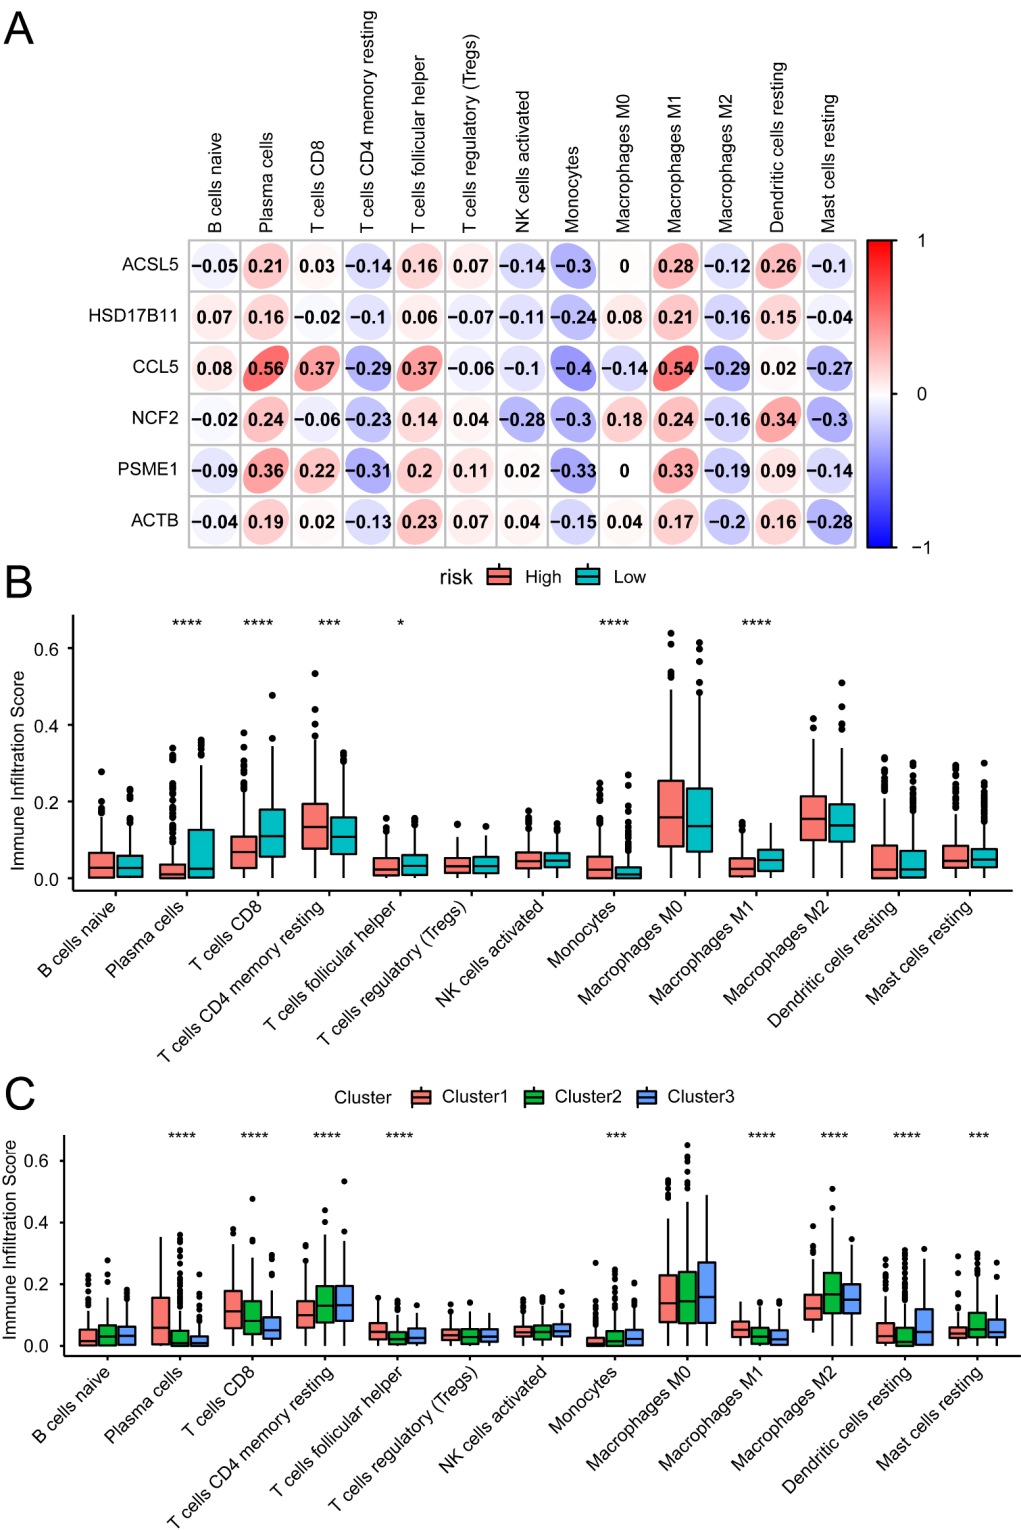 A
B cells naive
Plasma cells
T cells CD8
T cells CD4 memory resting
T cells follicular helper
T cells regulatory (Tregs)
NK cells activated
Monocytes
Macrophages M0
Macrophages M1
Macrophages M2
Dendritic cells resting
Mast cells resting
ACSL5 −0.05 0.21 0.03 −0.14 0.16 0.07 −0.14 −0.3 0 0.28 −0.12 0.26 −0.1
HSD17B11 0.07 0.16 −0.02 −0.1 0.06 −0.07 −0.11 −0.24 0.08 0.21 −0.16 0.15 −0.04
CCL5 0.08 0.56 0.37 −0.29 0.37 −0.06 −0.1 −0.4 −0.14 0.54 −0.29 0.02 −0.27
NCF2 −0.02 0.24 −0.06 −0.23 0.14 0.04 −0.28 −0.3 0.18 0.24 −0.16 0.34 −0.3
PSME1 −0.09 0.36 0.22 −0.31 0.2 0.11 0.02 −0.33 0 0.33 −0.19 0.09 −0.14
ACTB −0.04 0.19 0.02 −0.13 0.23 0.07 0.04 −0.15 0.04 0.17 −0.2 0.16 −0.28
1
0
−1
B
risk High Low
Immune Infiltration Score
0.6
0.4
0.2
0.0
**** **** *** * **** ****
B cells naive
Plasma cells
T cells CD8
T cells CD4 memory resting
T cells follicular helper
T cells regulatory (Tregs)
NK cells activated
Monocytes
Macrophages M0
Macrophages M1
Macrophages M2
Dendritic cells resting
Mast cells resting
C
Cluster Cluster1 Cluster2 Cluster3
Immune Infiltration Score
0.6
0.4
0.2
0.0
**** **** **** **** *** **** **** **** ***
B cells naive
Plasma cells
T cells CD8
T cells CD4 memory resting
T cells follicular helper
T cells regulatory (Tregs)
NK cells activated
Monocytes
Macrophages M0
Macrophages M1
Macrophages M2
Dendritic cells resting
Mast cells resting